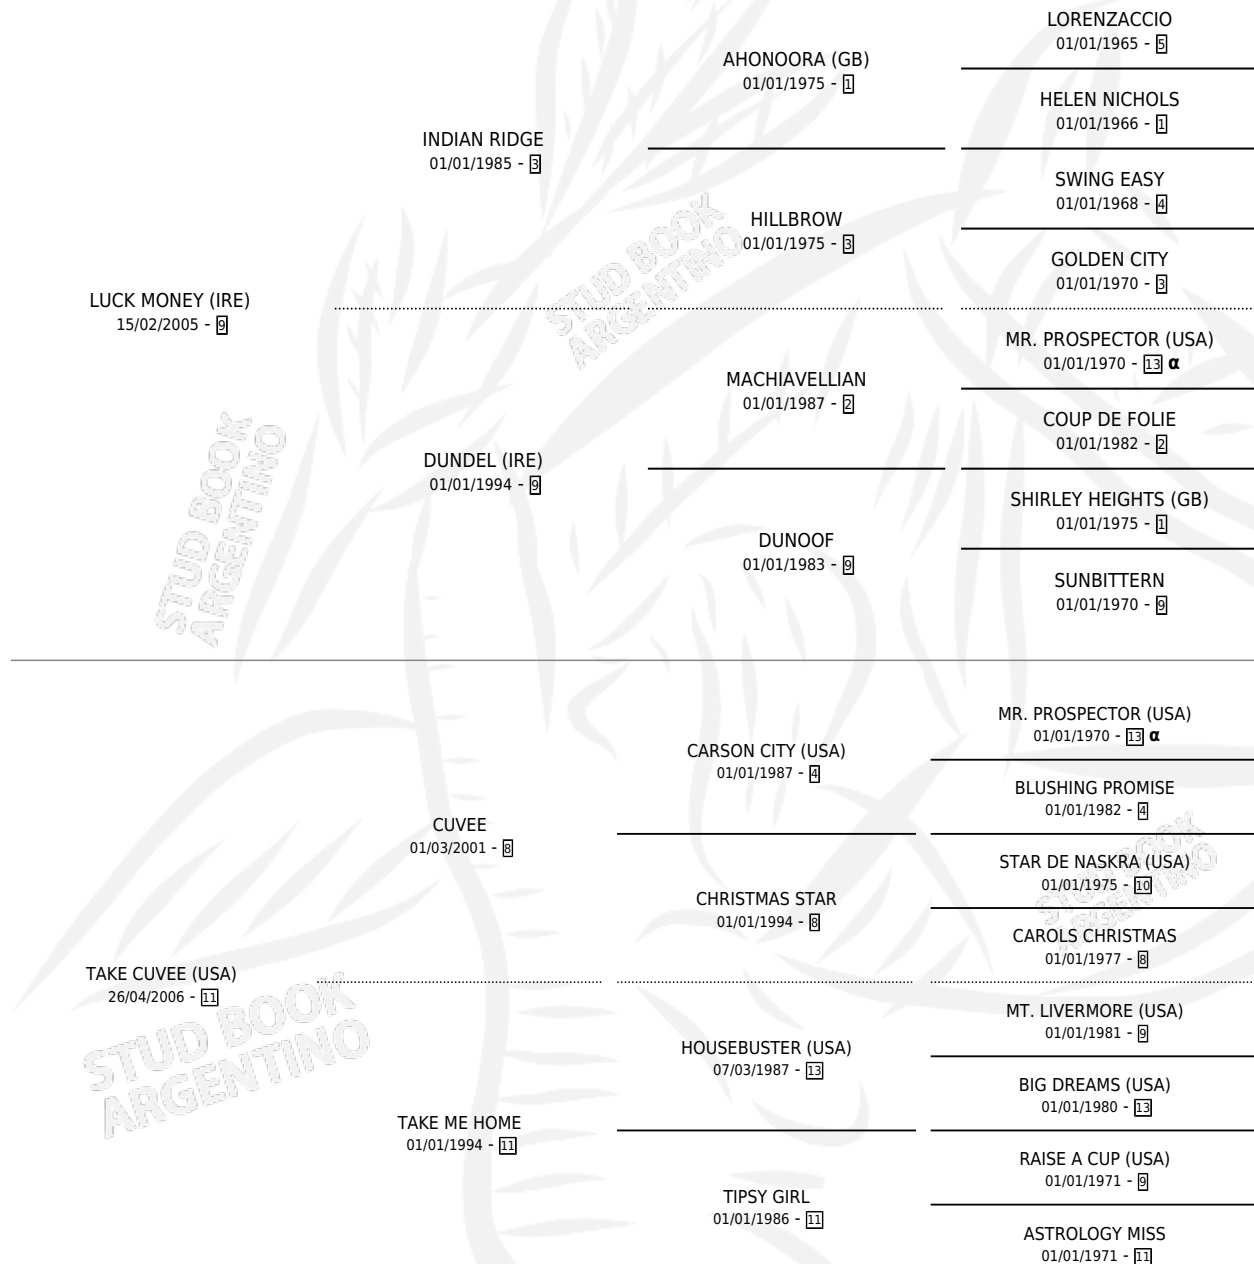 LORENZACCIO
01/01/1965 - 5
AHONOORA (GB)
01/01/1975 - 1
HELEN NICHOLS
01/01/1966 - 1
INDIAN RIDGE
01/01/1985 - 3
SWING EASY
01/01/1968 - 4
HILLBROW
01/01/1975 - 3
GOLDEN CITY
01/01/1970 - 3
LUCK MONEY (IRE)
15/02/2005 - 9
MR. PROSPECTOR (USA)
01/01/1970 - 13 α
MACHIAVELLIAN
01/01/1987 - 2
COUP DE FOLIE
01/01/1982 - 2
DUNDEL (IRE)
01/01/1994 - 9
SHIRLEY HEIGHTS (GB)
01/01/1975 - 1
DUNOOF
01/01/1983 - 9
SUNBITTERN
01/01/1970 - 9
MR. PROSPECTOR (USA)
01/01/1970 - 13 α
CARSON CITY (USA)
01/01/1987 - 4
BLUSHING PROMISE
01/01/1982 - 4
CUVEE
01/03/2001 - 8
STAR DE NASKRA (USA)
01/01/1975 - 10
CHRISTMAS STAR
01/01/1994 - 8
CAROLS CHRISTMAS
01/01/1977 - 8
TAKE CUVEE (USA)
26/04/2006 - 11
MT. LIVERMORE (USA)
01/01/1981 - 9
HOUSEBUSTER (USA)
07/03/1987 - 13
BIG DREAMS (USA)
01/01/1980 - 13
TAKE ME HOME
01/01/1994 - 11
RAISE A CUP (USA)
01/01/1971 - 9
TIPSY GIRL
01/01/1986 - 11
ASTROLOGY MISS
01/01/1971 - 11
STUD BOOK
ARGENTINO
STUD BOOK
ARGENTINO
STUD BOOK
ARGENTINO
STUD BOOK
ARGENTINO